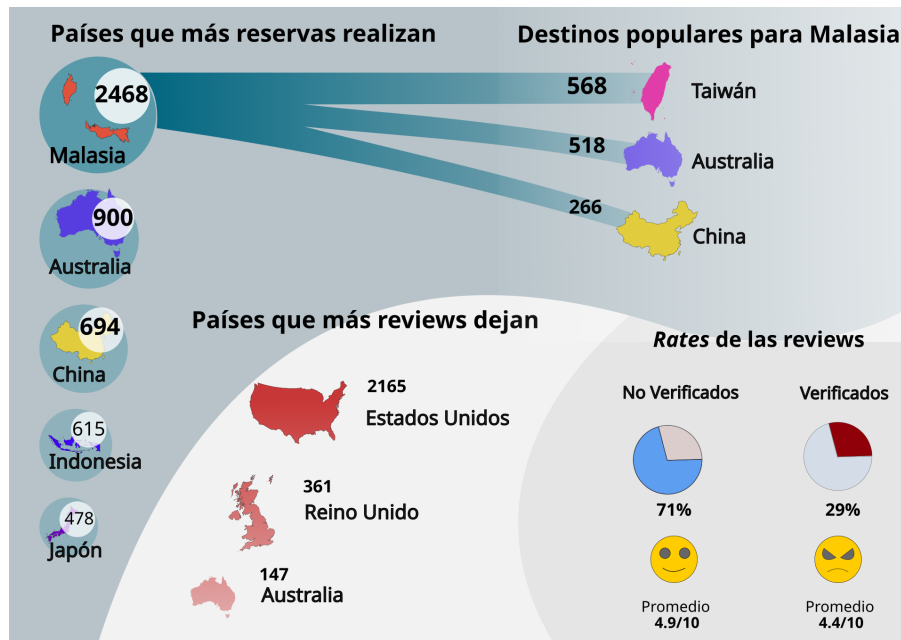 Países que más reservas realizan
Destinos populares para Malasia
2468
Malasia
568
Taiwán
518
Australia
266
China
900
Australia
694
China
615
Indonesia
478
Japón
Países que más reviews dejan
2165
Estados Unidos
361
Reino Unido
147
Australia
Rates de las reviews
No Verificados
Verificados
71%
29%
Promedio
4.9/10
Promedio
4.4/10